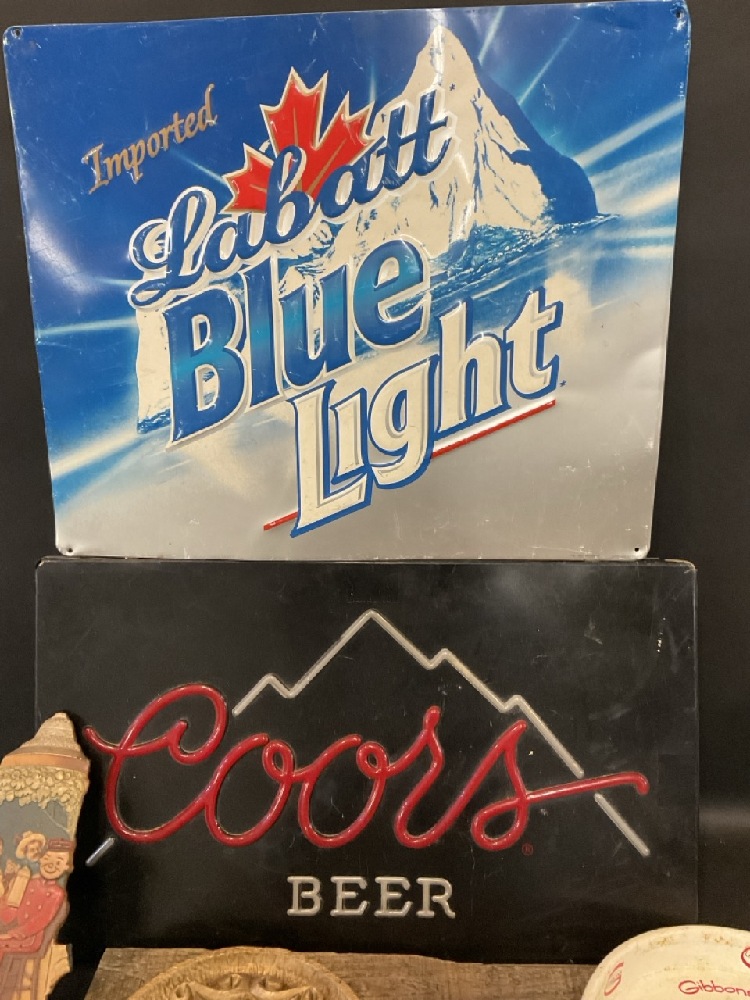 Imported
Labatt
Blue
Light
Coors
®
BEER
Gibbons